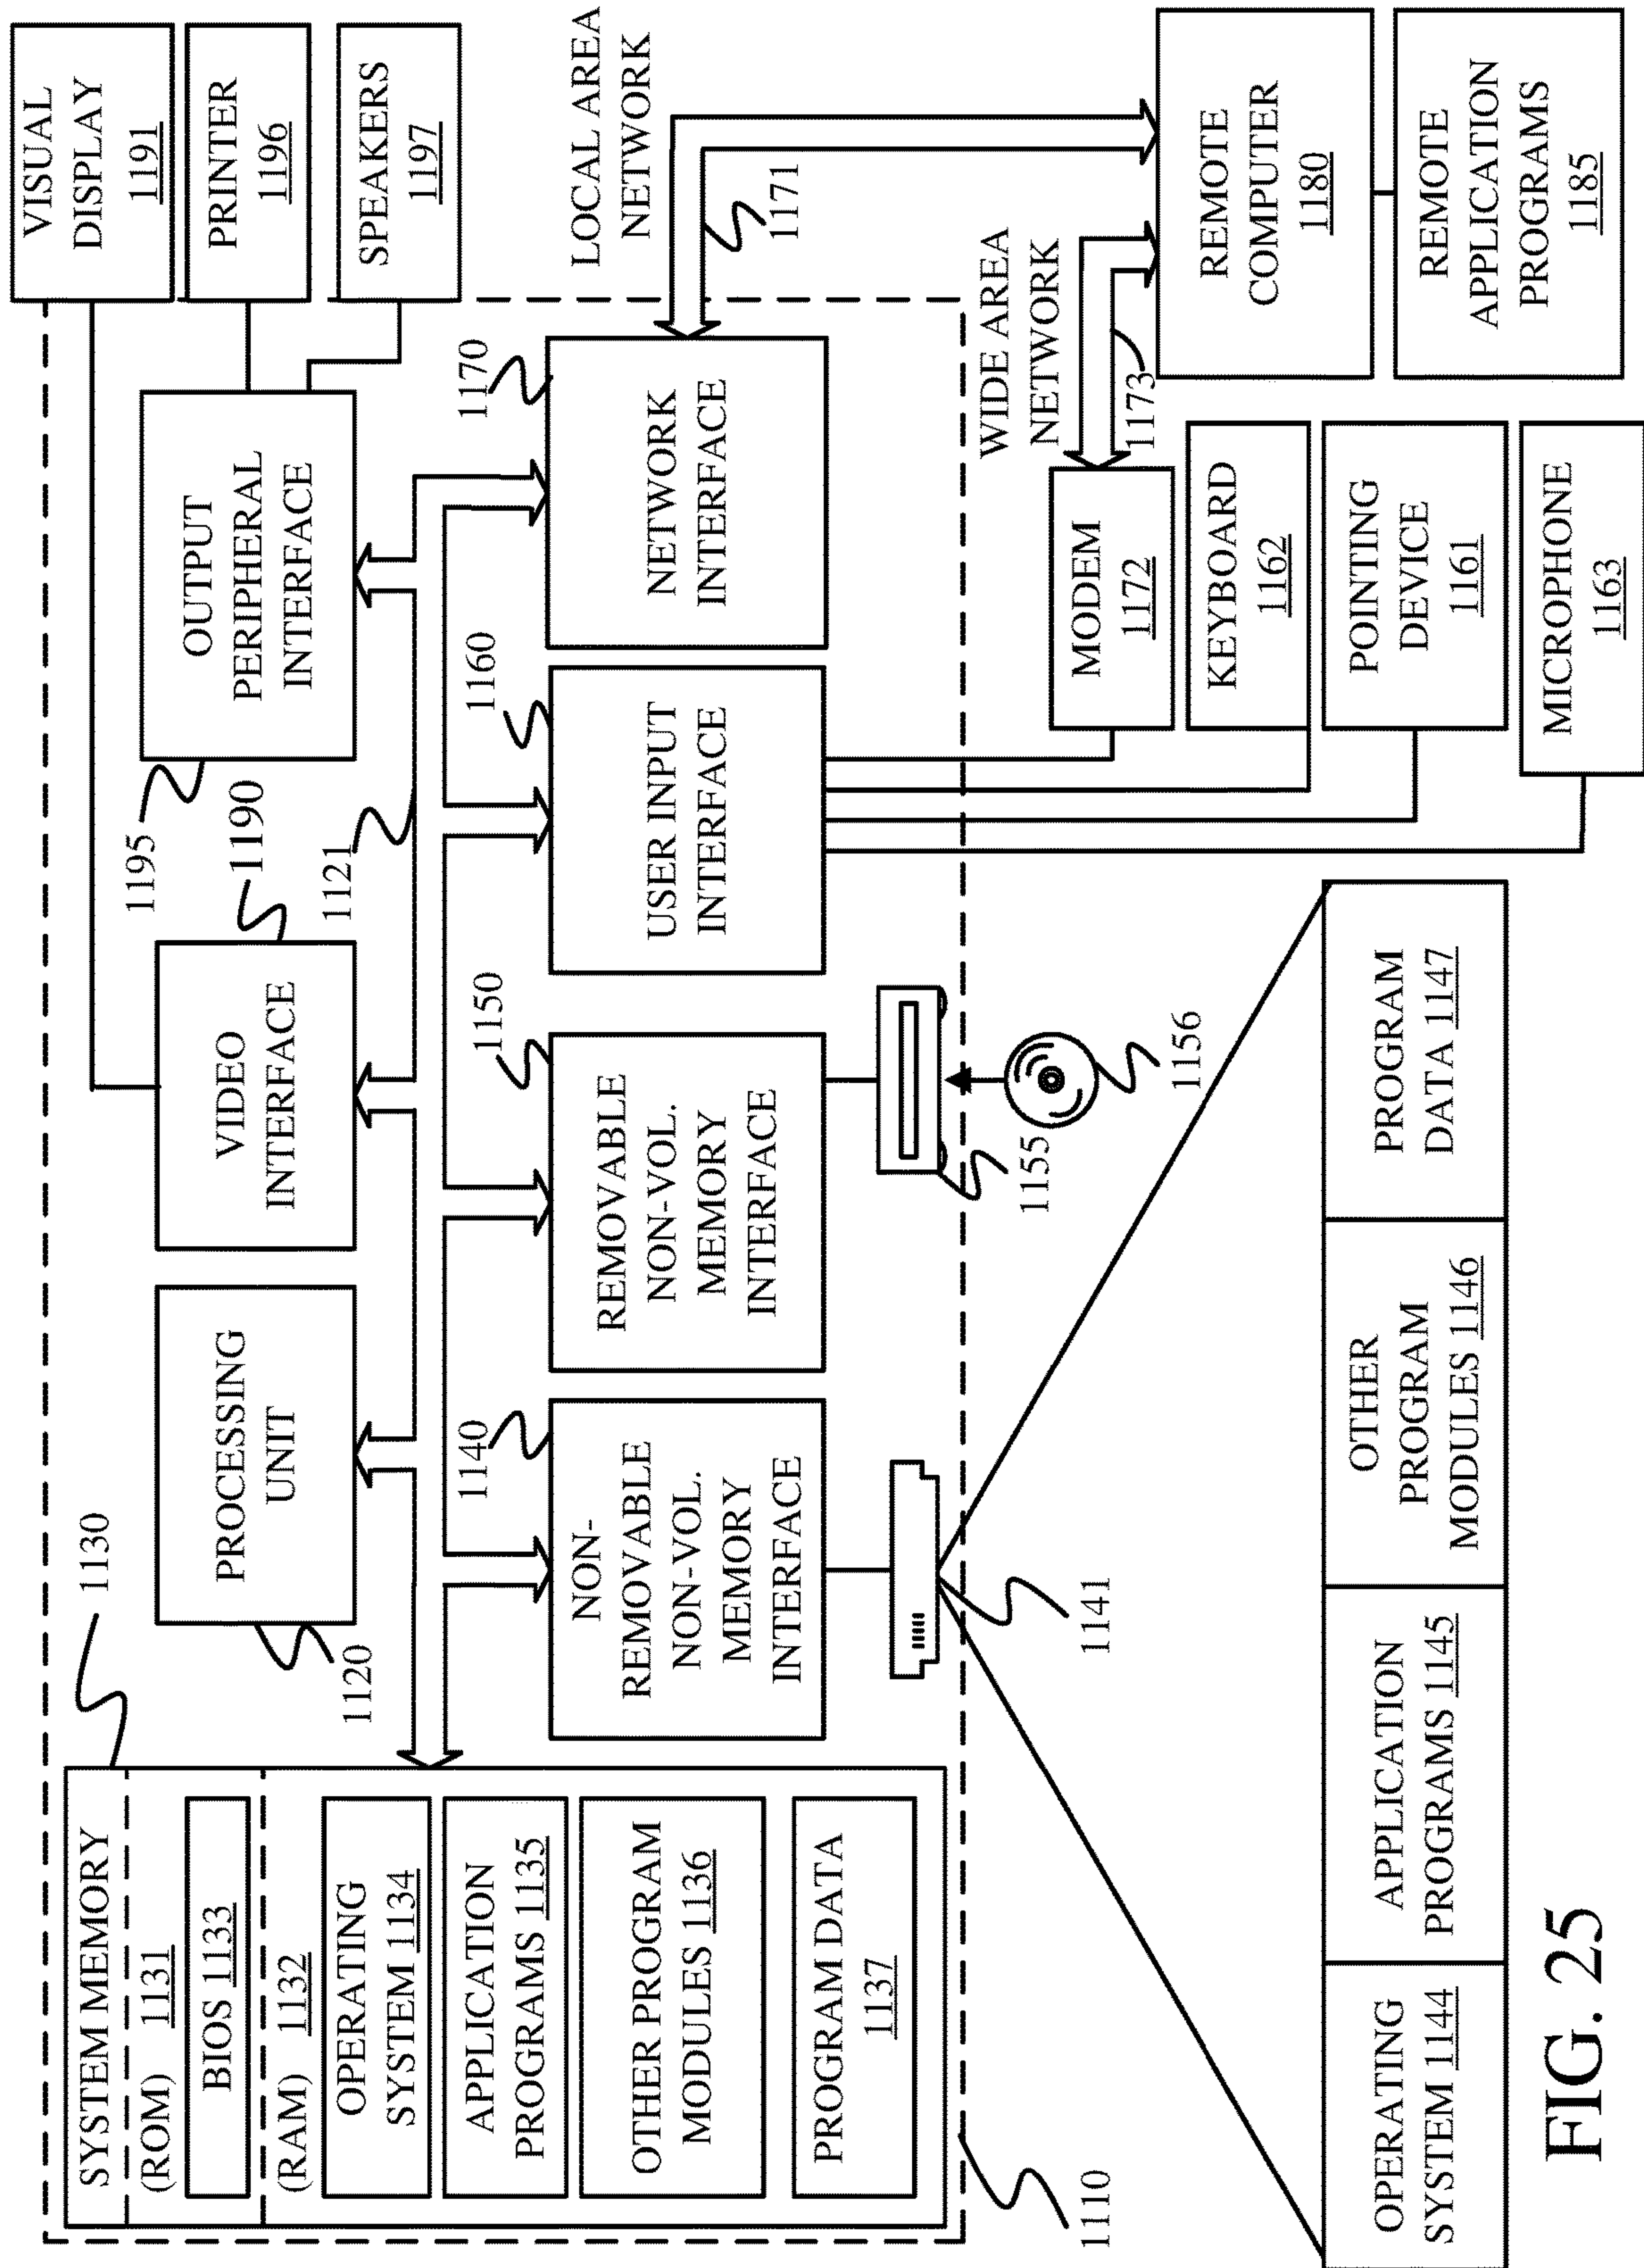 SYSTEM MEMORY
(ROM) 1131
BIOS 1133
(RAM) 1132
OPERATING
SYSTEM 1134
APPLICATION
PROGRAMS 1135
OTHER PROGRAM
MODULES 1136
PROGRAM DATA
1137
1110
1130
PROCESSING
UNIT
1120
VIDEO
INTERFACE
1190
1121
OUTPUT
PERIPHERAL
INTERFACE
1195
VISUAL
DISPLAY
1191
PRINTER
1196
SPEAKERS
1197
NON-
REMOVABLE
NON-VOL.
MEMORY
INTERFACE
1140
REMOVABLE
NON-VOL.
MEMORY
INTERFACE
1150
USER INPUT
INTERFACE
1160
NETWORK
INTERFACE
1170
LOCAL AREA
NETWORK
1171
WIDE AREA
NETWORK
1173
1141
1155
1156
MODEM
1172
KEYBOARD
1162
POINTING
DEVICE
1161
MICROPHONE
1163
REMOTE
COMPUTER
1180
REMOTE
APPLICATION
PROGRAMS
1185
OPERATING
SYSTEM 1144
APPLICATION
PROGRAMS 1145
OTHER
PROGRAM
MODULES 1146
PROGRAM
DATA 1147
FIG. 25